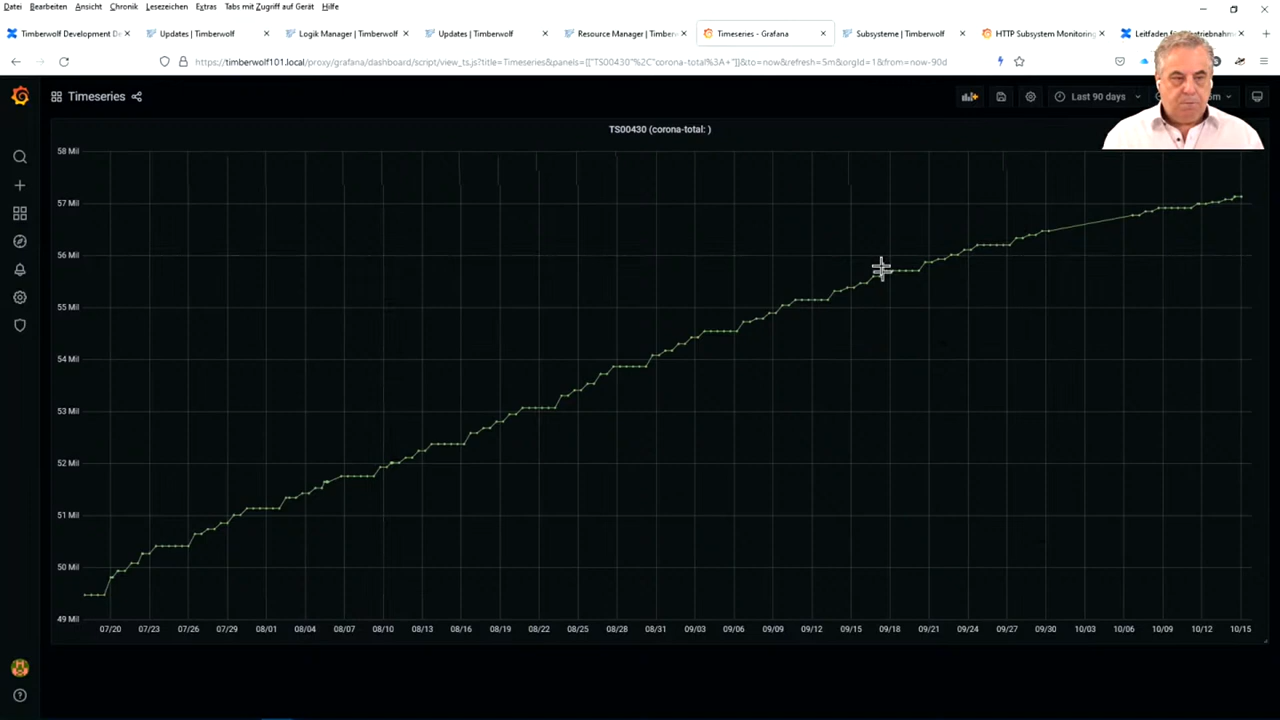 Datei Bearbeiten Ansicht Chronik Lesezeichen Extras Tabs mit Zugriff auf Gerät Hilfe
Timberwolf Development De Updates | Timberwolf Logik Manager | Timberwolf Updates | Timberwolf Resource Manager | Timber Timeseries - Grafana Subsysteme | Timberwolf HTTP Subsystem Monitoring Leitfaden
https://timberwolf101.local/proxy/grafana/dashboard/script/view_ts.js?title=Timeseries&panels={["TS00430"%2C"corona-total%3A+"]}&to=now&refresh=5m&orgId=1&from=now-90d
Timeseries Last 90 days
TS00430 (corona-total: )
58 Mil
57 Mil
56 Mil
55 Mil
54 Mil
53 Mil
52 Mil
51 Mil
50 Mil
49 Mil
07/20 07/23 07/26 07/29 08/01 08/04 08/07 08/10 08/13 08/16 08/19 08/22 08/25 08/28 08/31 09/03 09/06 09/09 09/12 09/15 09/18 09/21 09/24 09/27 09/30 10/03 10/06 10/09 10/12 10/15